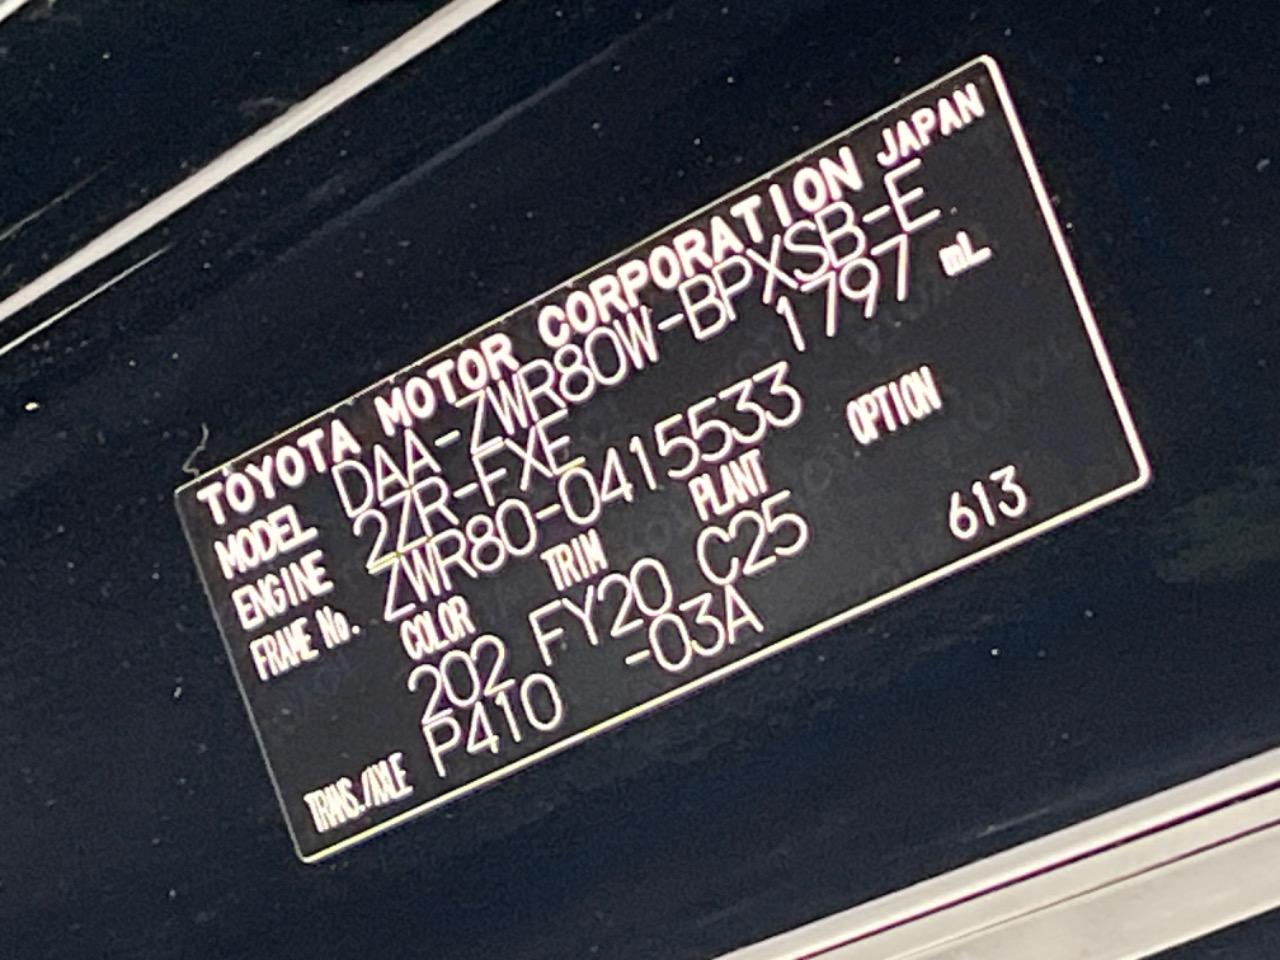 TOYOTA MOTOR CORPORATION JAPAN
MODEL DAA-ZWR80W-BPXSB-E
ENGINE 2ZR-FXE 1797 mL
FRAME No. ZWR80-0415533
COLOR TRIM PLANT OPTION
202 FY20 C25 613
TRANS./AXLE P410 -03A